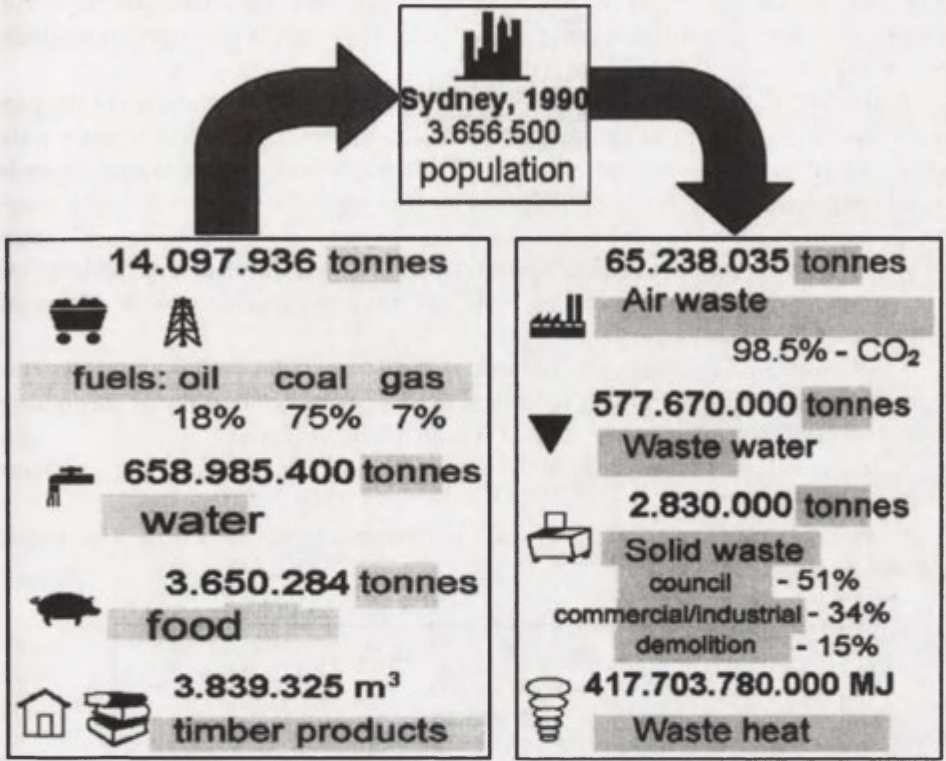 Sydney, 1990
3.656.500
population
14.097.936 tonnes
fuels: oil coal gas
18% 75% 7%
658.985.400 tonnes
water
3.650.284 tonnes
food
3.839.325 m³
timber products
65.238.035 tonnes
Air waste
98.5% - CO₂
577.670.000 tonnes
Waste water
2.830.000 tonnes
Solid waste
council - 51%
commercial/industrial - 34%
demolition - 15%
417.703.780.000 MJ
Waste heat